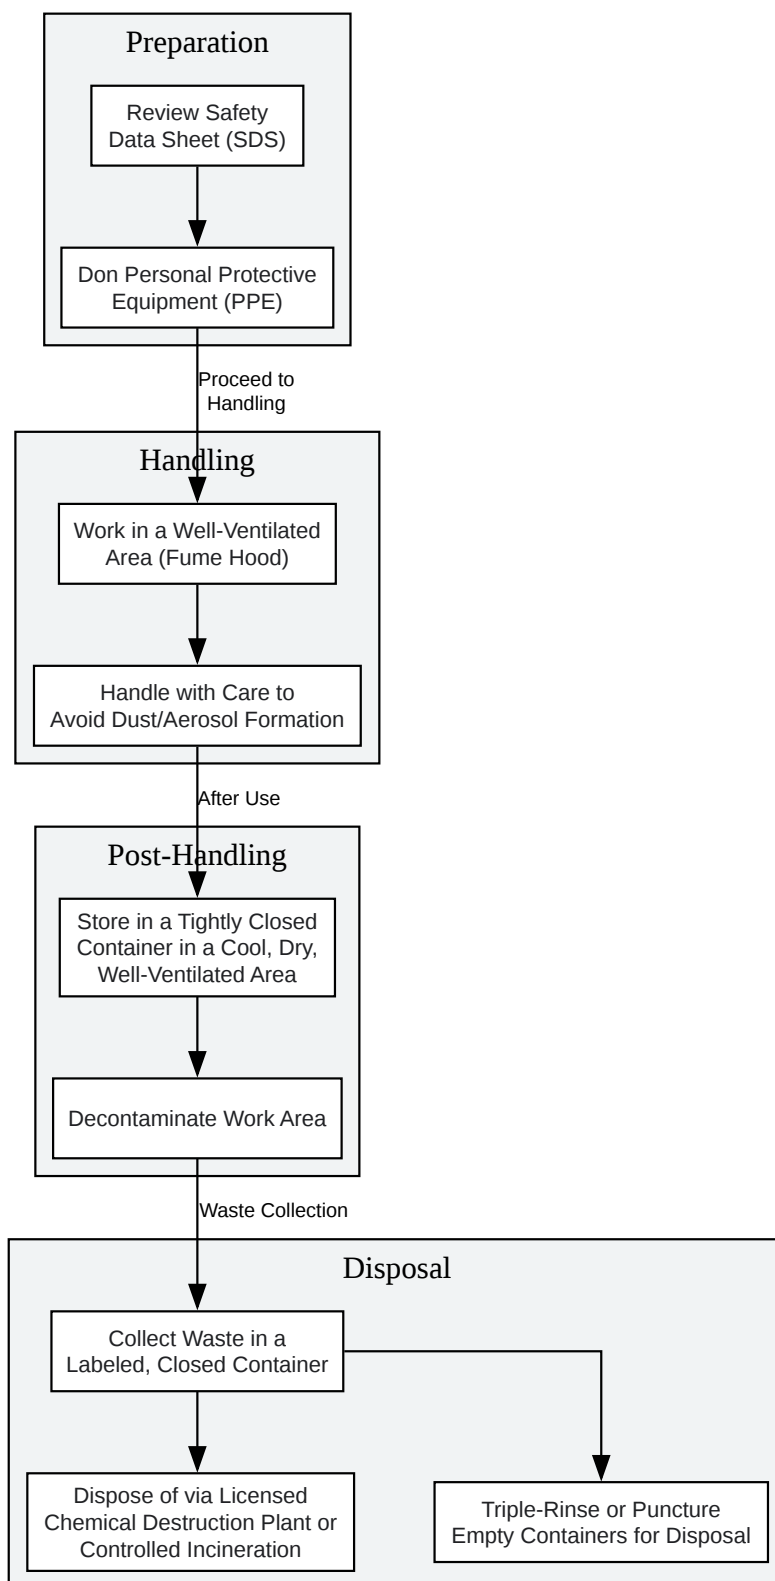 Preparation
Review Safety
Data Sheet (SDS)
Don Personal Protective
Equipment (PPE)
Proceed to
Handling
Handling
Work in a Well-Ventilated
Area (Fume Hood)
Handle with Care to
Avoid Dust/Aerosol Formation
After Use
Post-Handling
Store in a Tightly Closed
Container in a Cool, Dry,
Well-Ventilated Area
Decontaminate Work Area
Waste Collection
Disposal
Collect Waste in a
Labeled, Closed Container
Dispose of via Licensed
Chemical Destruction Plant or
Controlled Incineration
Triple-Rinse or Puncture
Empty Containers for Disposal